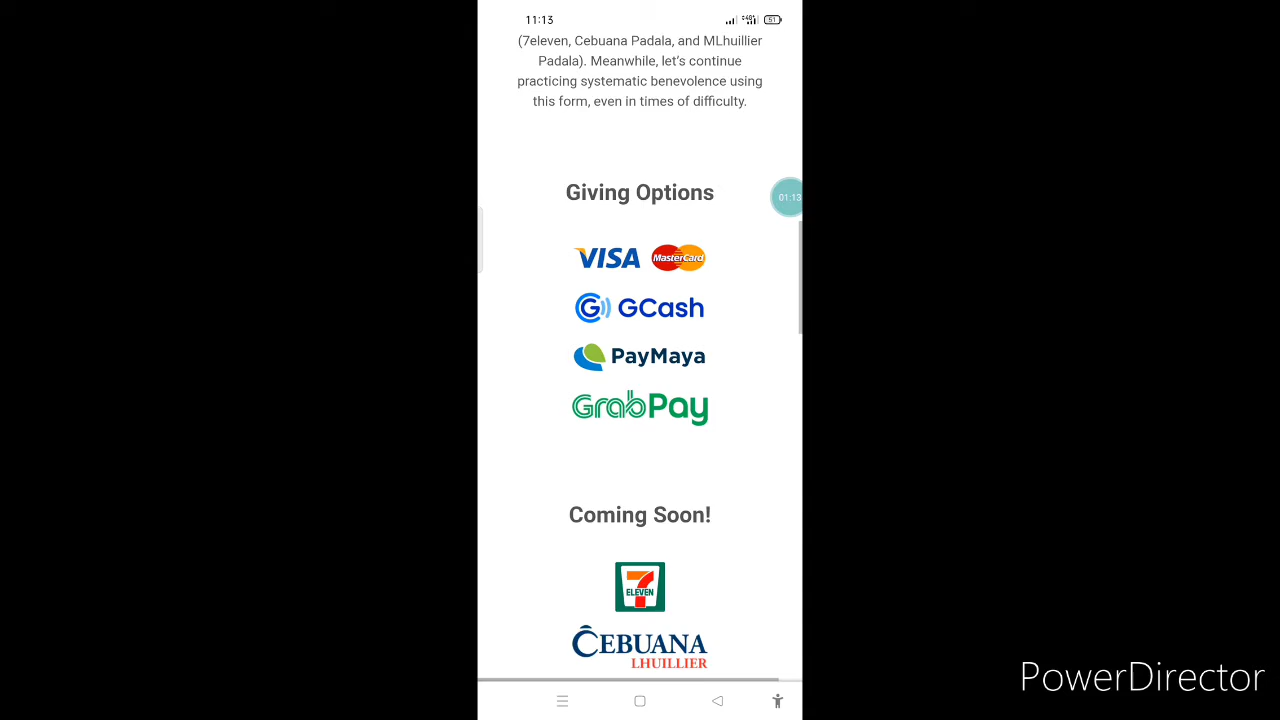 11:13
51
(7eleven, Cebuana Padala, and MLhuillier
Padala). Meanwhile, let's continue
practicing systematic benevolence using
this form, even in times of difficulty.
Giving Options
01:13
VISA MasterCard
G GCash
PayMaya
GrabPay
Coming Soon!
7
ELEVEN
CEBUANA
LHUILLIER
PowerDirector